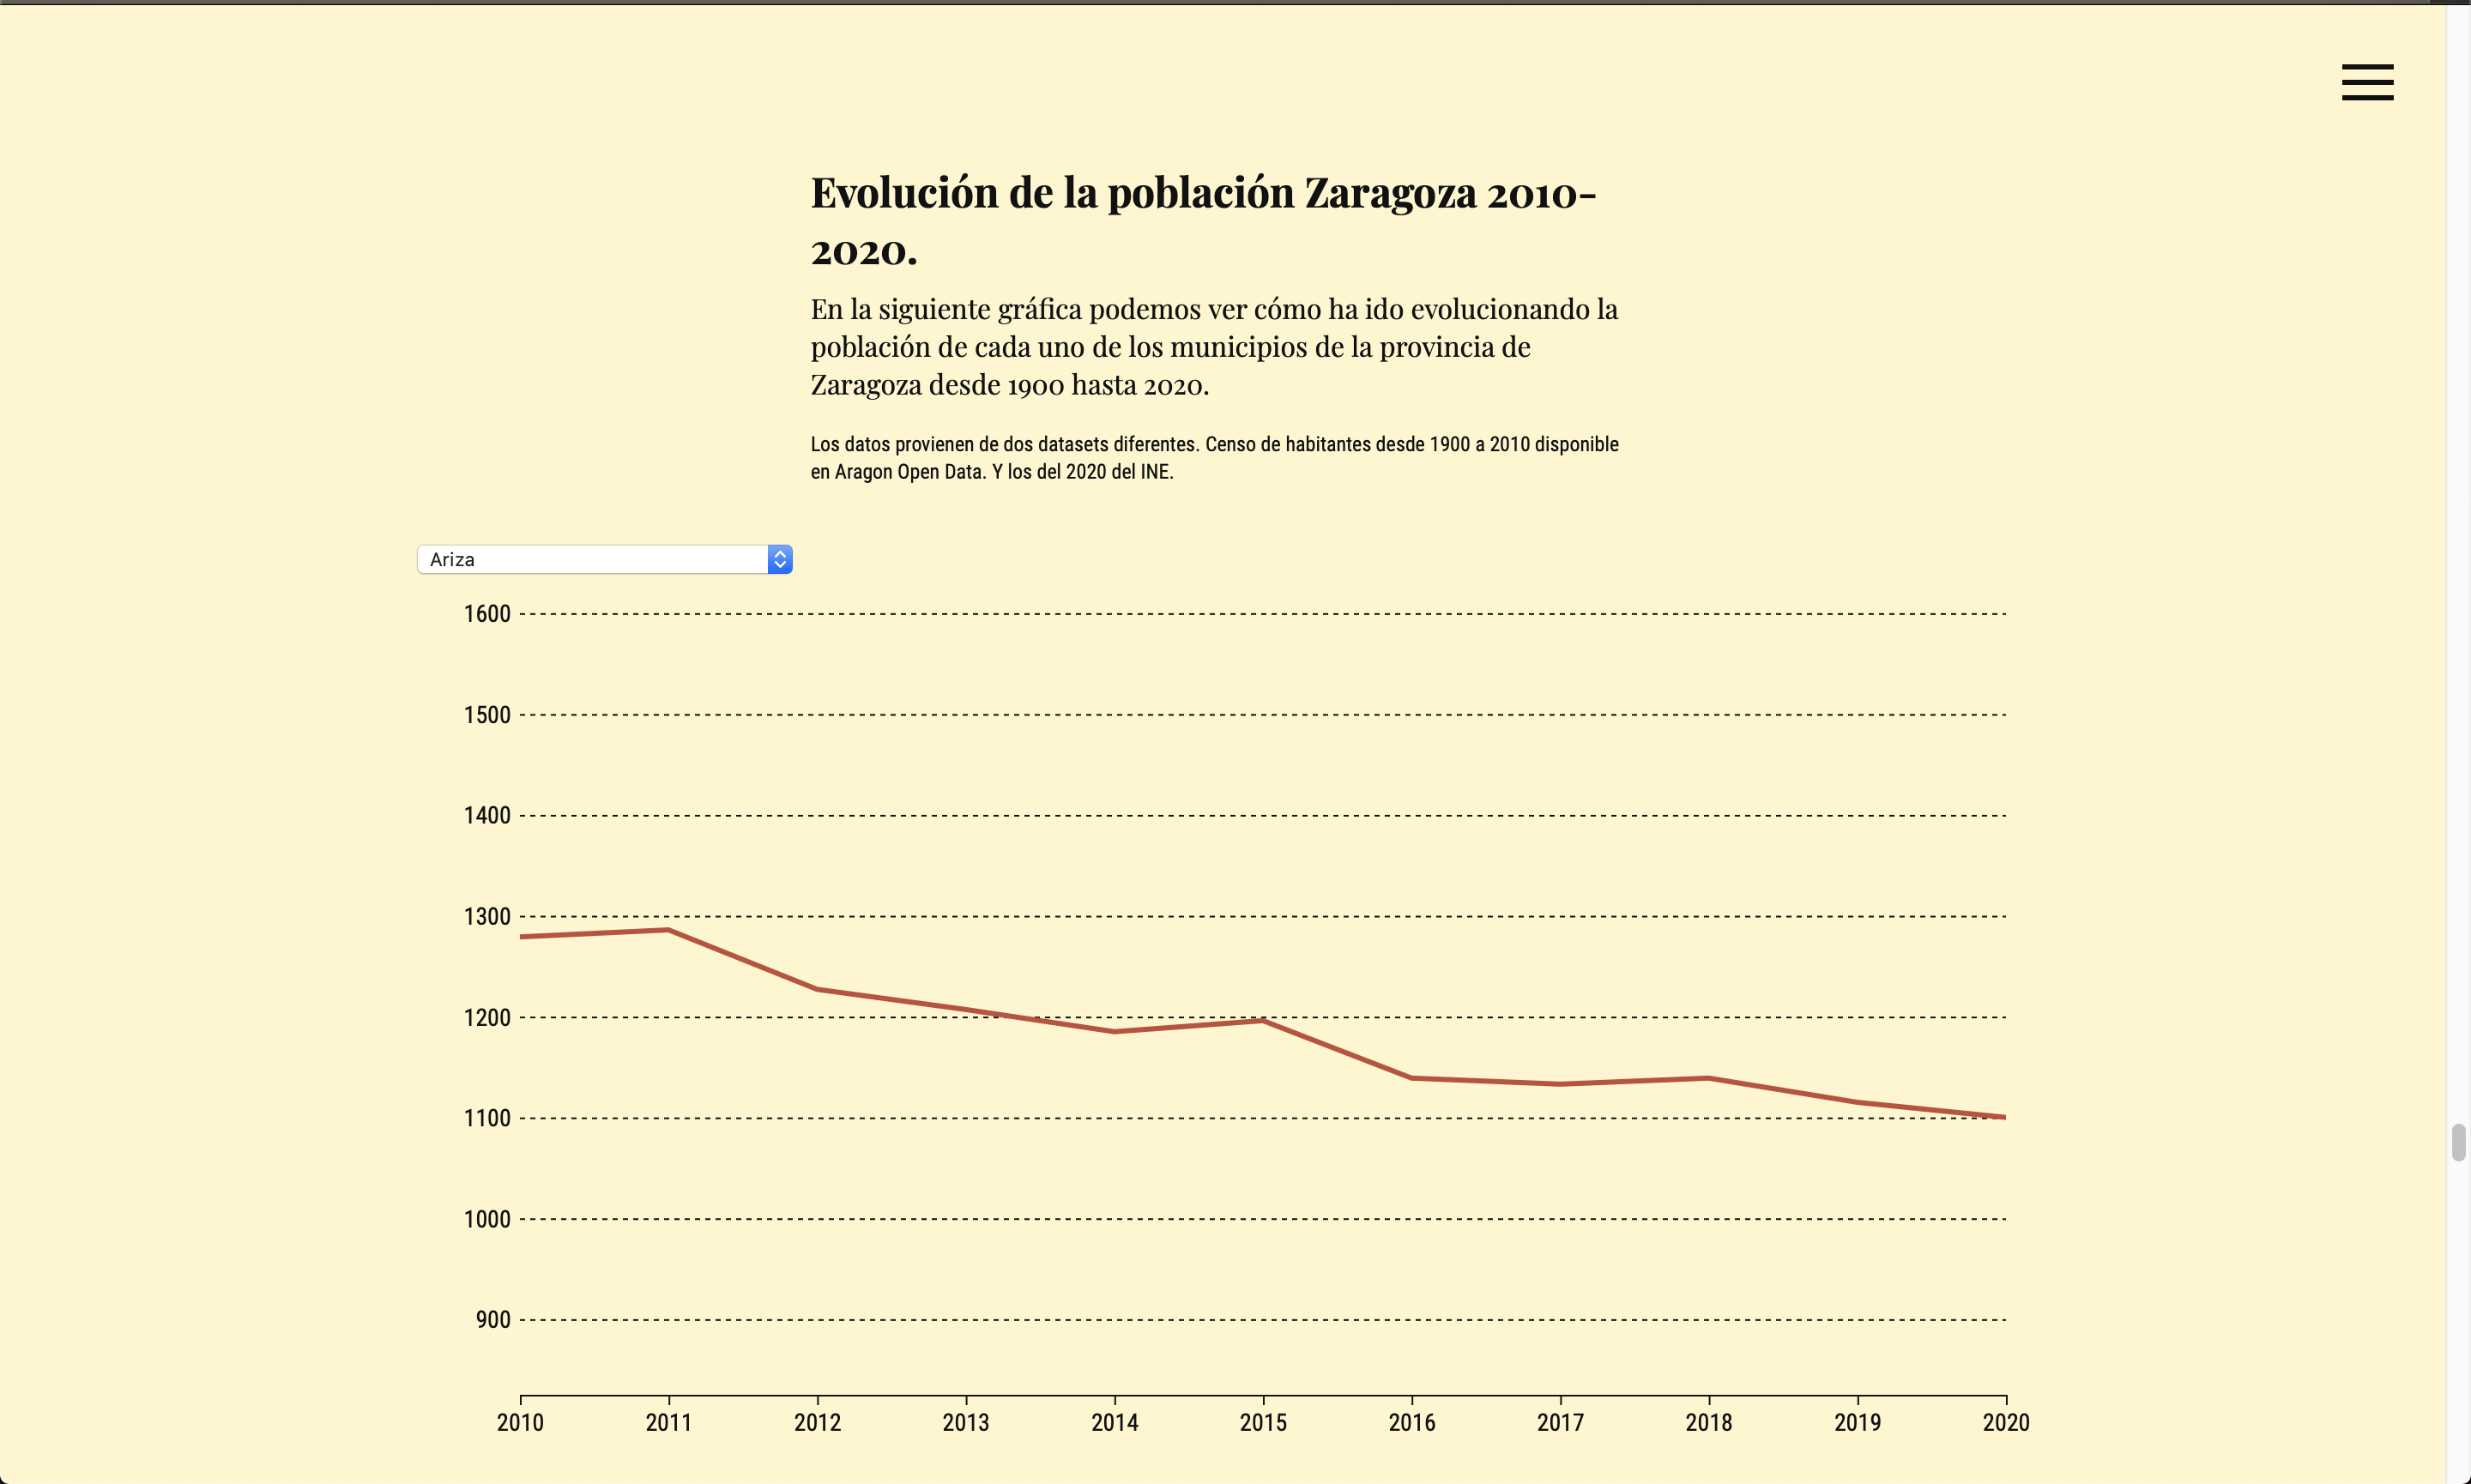 Evolución de la población Zaragoza 2010-
2020.
En la siguiente gráfica podemos ver cómo ha ido evolucionando la
población de cada uno de los municipios de la provincia de
Zaragoza desde 1900 hasta 2020.
Los datos provienen de dos datasets diferentes. Censo de habitantes desde 1900 a 2010 disponible
en Aragon Open Data. Y los del 2020 del INE.
Ariza
1600
1500
1400
1300
1200
1100
1000
900
2010 2011 2012 2013 2014 2015 2016 2017 2018 2019 2020